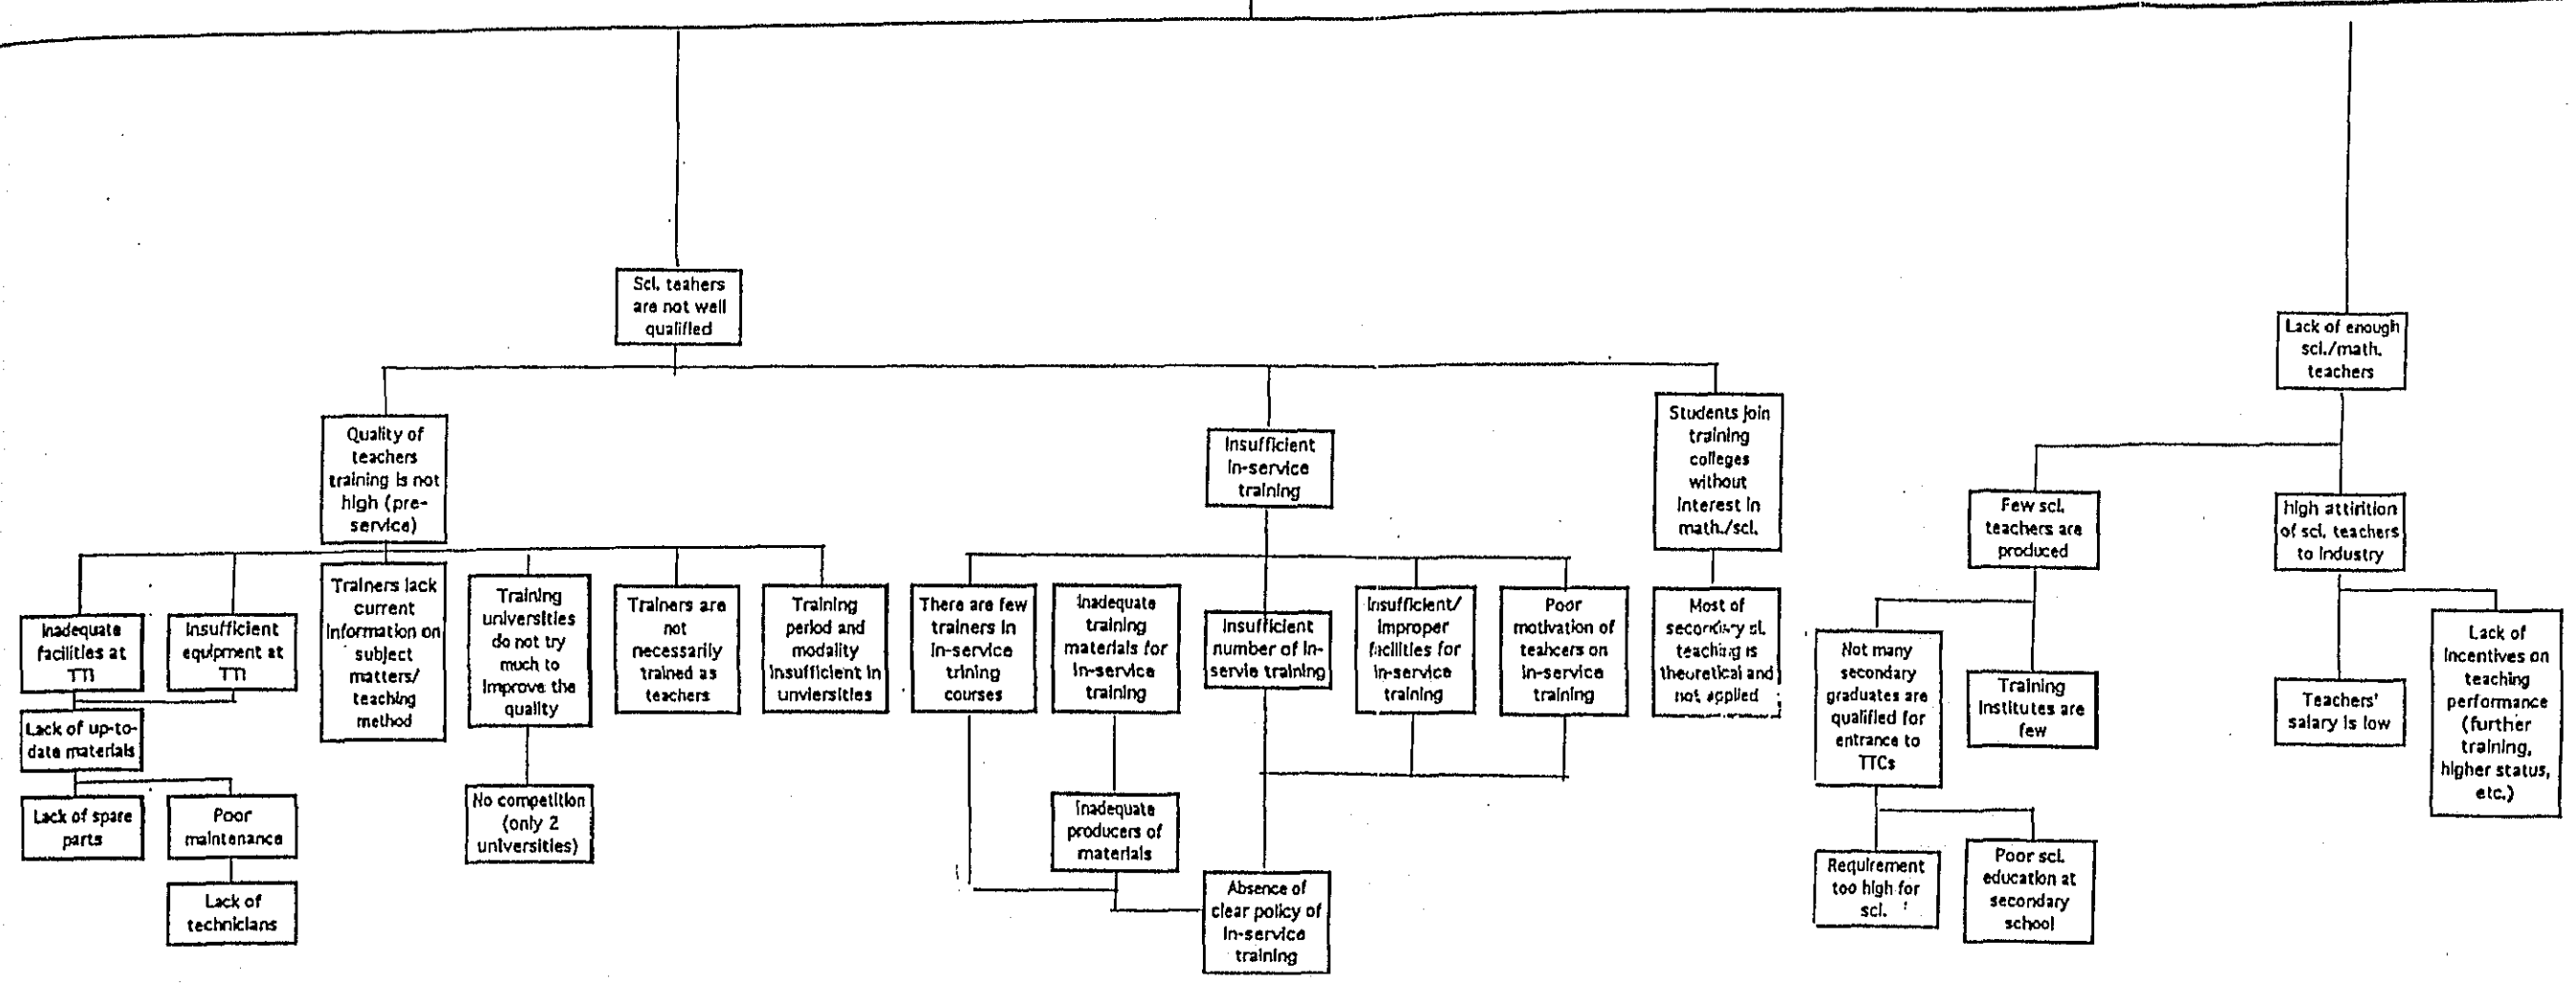 Sci. teahers
are not well
qualified
Lack of enough
sci./math.
teachers
Quality of
teachers
training is not
high (pre-
service)
Insufficient
in-service
training
Students join
training
colleges
without
interest in
math./sci.
Few sci.
teachers are
produced
high attirition
of sci. teachers
to industry
Inadequate
facilities at
TTI
Insufficient
equipment at
TTI
Trainers lack
current
information on
subject
matters/
teaching
method
Training
universities
do not try
much to
improve the
quality
Trainers are
not
necessarily
trained as
teachers
Training
period and
modality
insufficient in
unviersities
There are few
trainers in
in-service
trining
courses
Inadequate
training
materials for
in-service
training
Insufficient
number of in-
servie training
Insufficient/
improper
facilities for
in-service
training
Poor
motivation of
teahcers on
in-service
training
Most of
secondary sl.
teaching is
theoretical and
not applied
Not many
secondary
graduates are
qualified for
entrance to
TTCs
Training
institutes are
few
Teachers'
salary is low
Lack of
incentives on
teaching
performance
(further
training,
higher status,
etc.)
Lack of up-to-
date materials
Lack of spare
parts
Poor
maintenance
No competition
(only 2
universities)
Inadequate
producers of
materials
Lack of
technicians
Absence of
clear policy of
in-service
training
Requirement
too high for
sci.
Poor sci.
education at
secondary
school